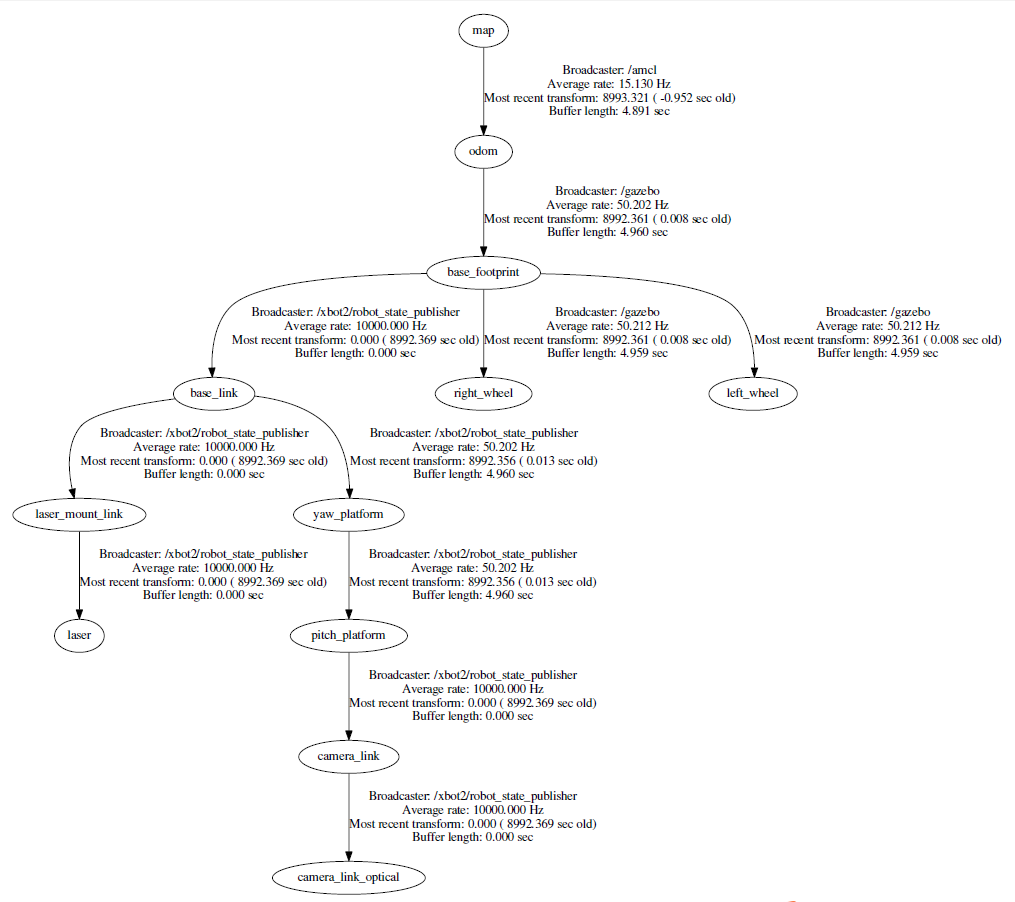 map
Broadcaster: /amcl
Average rate: 15.130 Hz
Most recent transform: 8993.321 ( -0.952 sec old)
Buffer length: 4.891 sec
odom
Broadcaster: /gazebo
Average rate: 50.202 Hz
Most recent transform: 8992.361 ( 0.008 sec old)
Buffer length: 4.960 sec
base_footprint
Broadcaster: /xbot2/robot_state_publisher
Average rate: 10000.000 Hz
Most recent transform: 0.000 ( 8992.369 sec old)
Buffer length: 0.000 sec
Broadcaster: /gazebo
Average rate: 50.212 Hz
Most recent transform: 8992.361 ( 0.008 sec old)
Buffer length: 4.959 sec
Broadcaster: /gazebo
Average rate: 50.212 Hz
Most recent transform: 8992.361 ( 0.008 sec old)
Buffer length: 4.959 sec
base_link
right_wheel
left_wheel
Broadcaster: /xbot2/robot_state_publisher
Average rate: 10000.000 Hz
Most recent transform: 0.000 ( 8992.369 sec old)
Buffer length: 0.000 sec
Broadcaster: /xbot2/robot_state_publisher
Average rate: 50.202 Hz
Most recent transform: 8992.356 ( 0.013 sec old)
Buffer length: 4.960 sec
laser_mount_link
yaw_platform
Broadcaster: /xbot2/robot_state_publisher
Average rate: 10000.000 Hz
Most recent transform: 0.000 ( 8992.369 sec old)
Buffer length: 0.000 sec
Broadcaster: /xbot2/robot_state_publisher
Average rate: 50.202 Hz
Most recent transform: 8992.356 ( 0.013 sec old)
Buffer length: 4.960 sec
laser
pitch_platform
Broadcaster: /xbot2/robot_state_publisher
Average rate: 10000.000 Hz
Most recent transform: 0.000 ( 8992.369 sec old)
Buffer length: 0.000 sec
camera_link
Broadcaster: /xbot2/robot_state_publisher
Average rate: 10000.000 Hz
Most recent transform: 0.000 ( 8992.369 sec old)
Buffer length: 0.000 sec
camera_link_optical